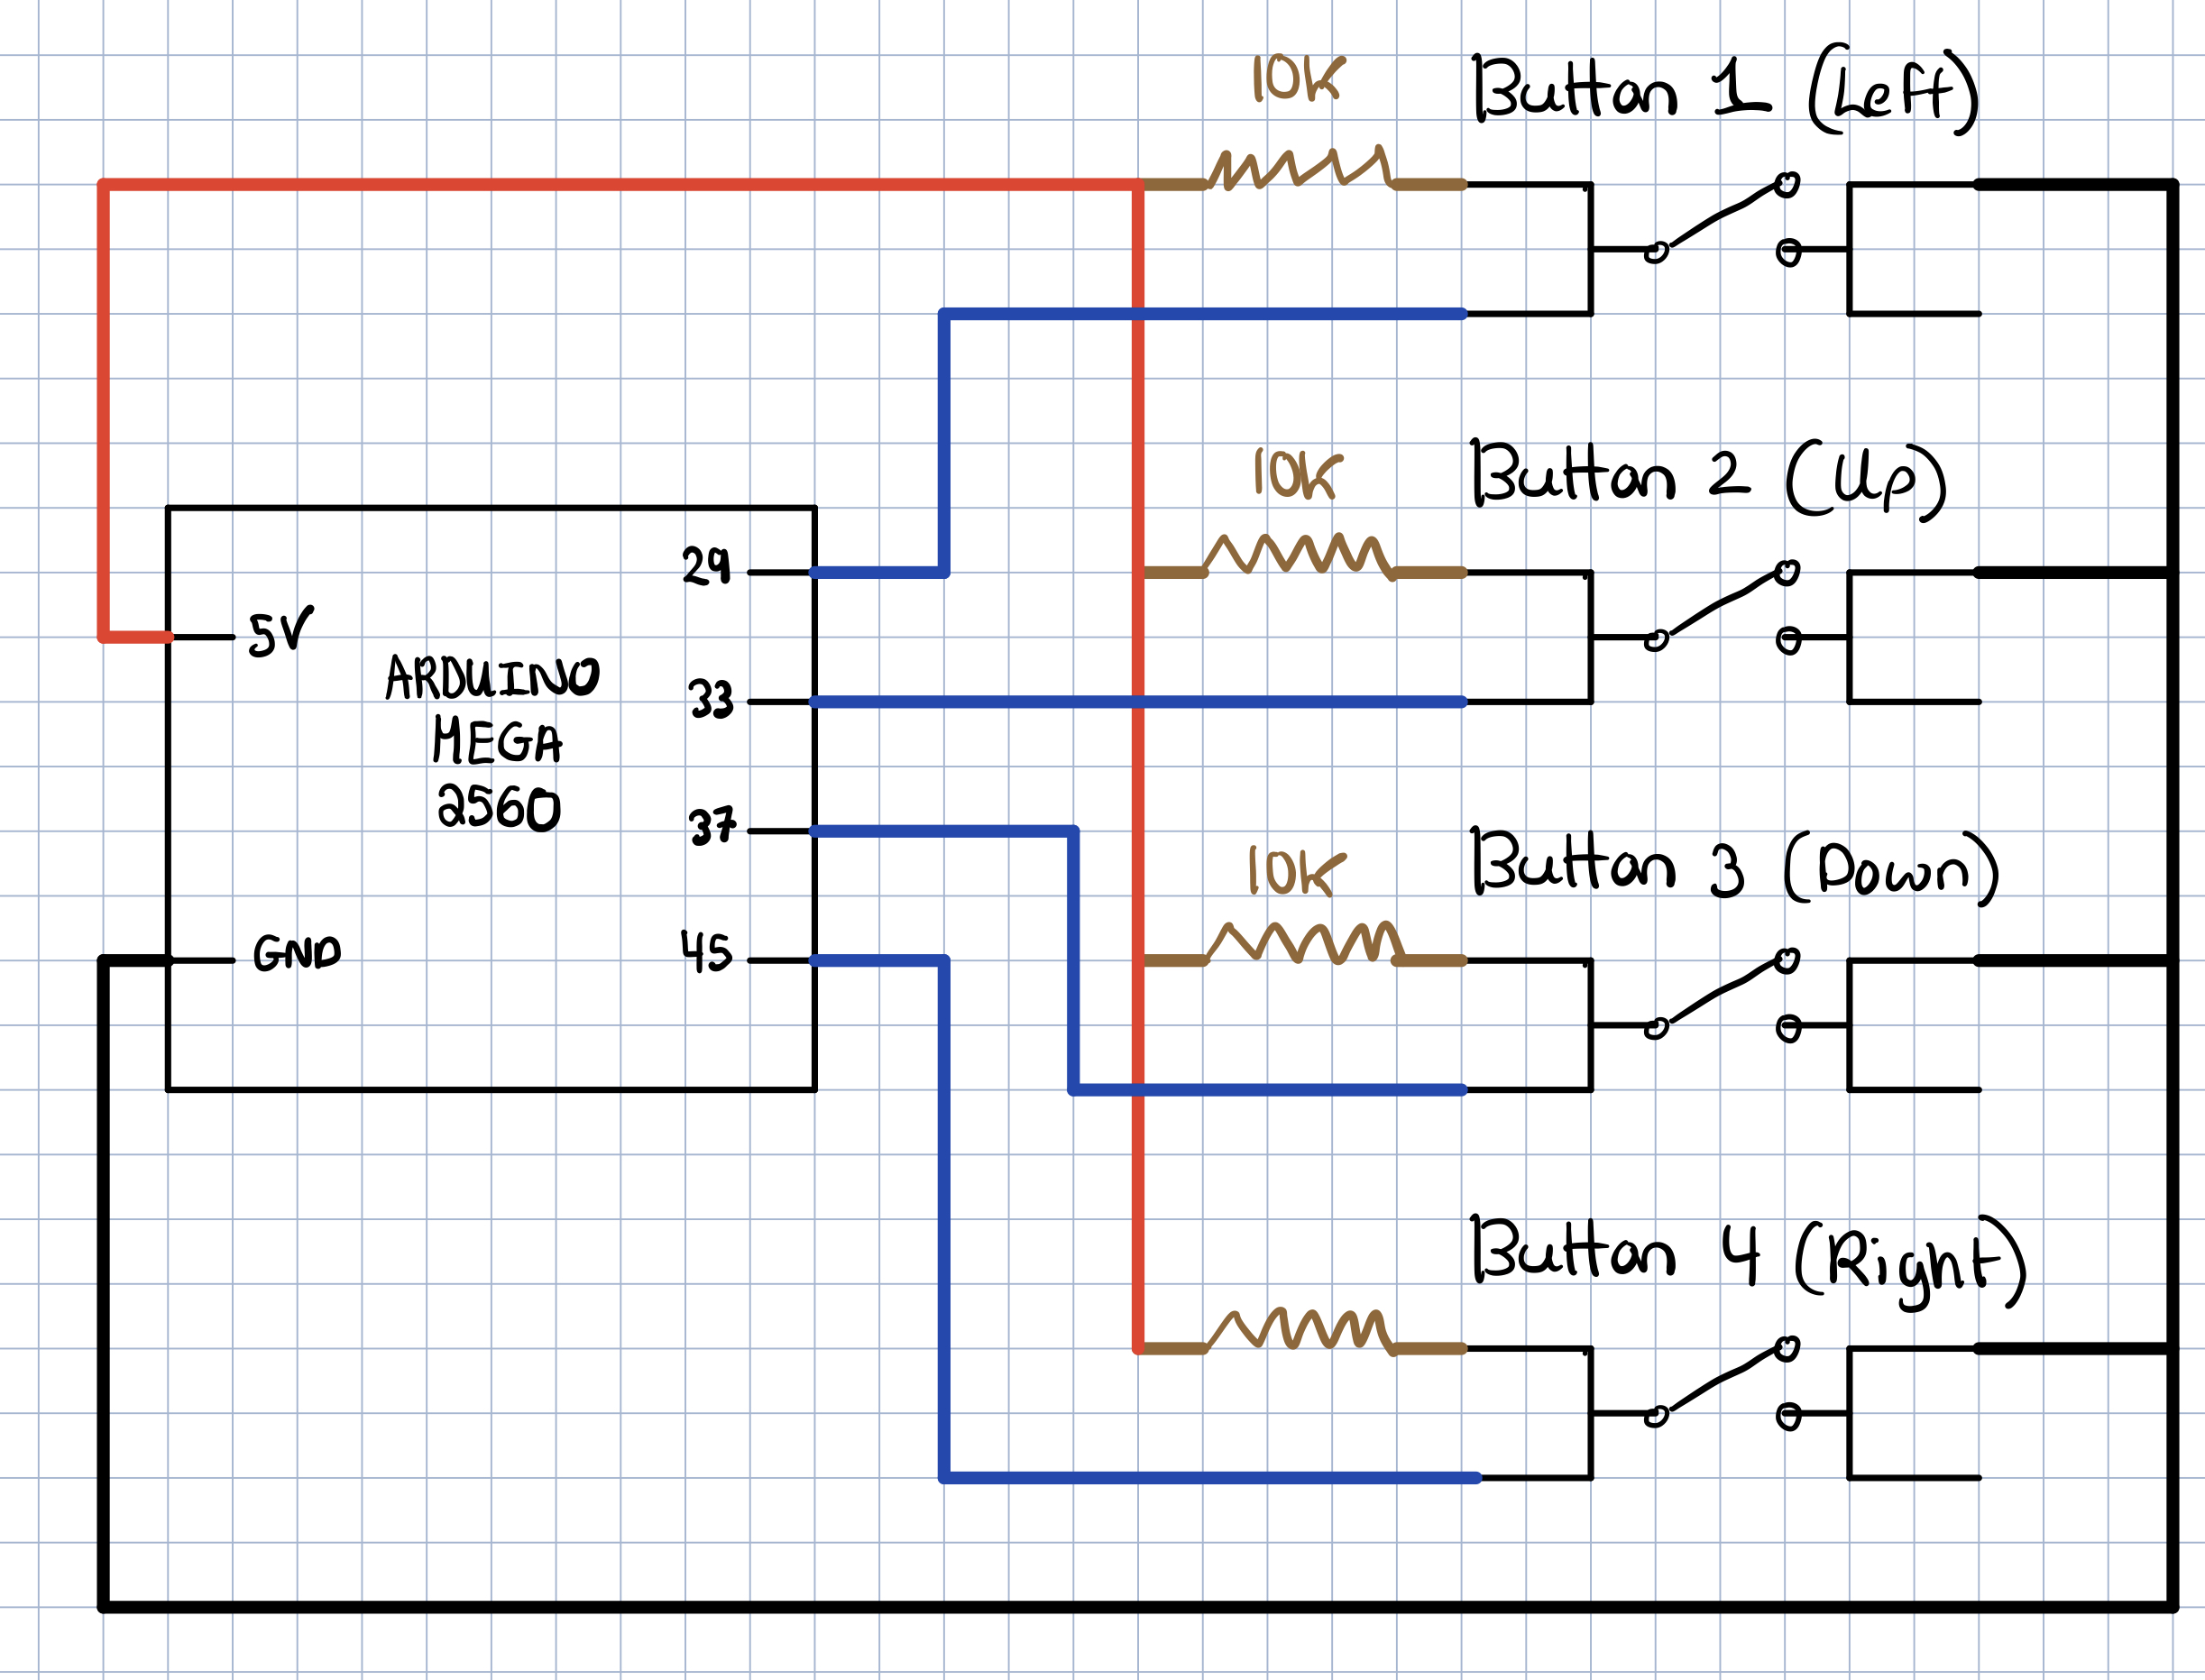 10K
Button 1 (Left)
10K
Button 2 (Up)
29
5V
ARDUINO
MEGA
2560
33
37
10K
Button 3 (Down)
GND
45
Button 4 (Right)